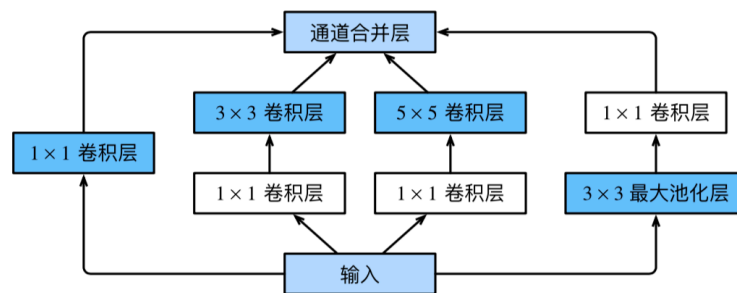 通道合并层
3 × 3 卷积层
5 × 5 卷积层
1 × 1 卷积层
1 × 1 卷积层
1 × 1 卷积层
1 × 1 卷积层
3 × 3 最大池化层
输入